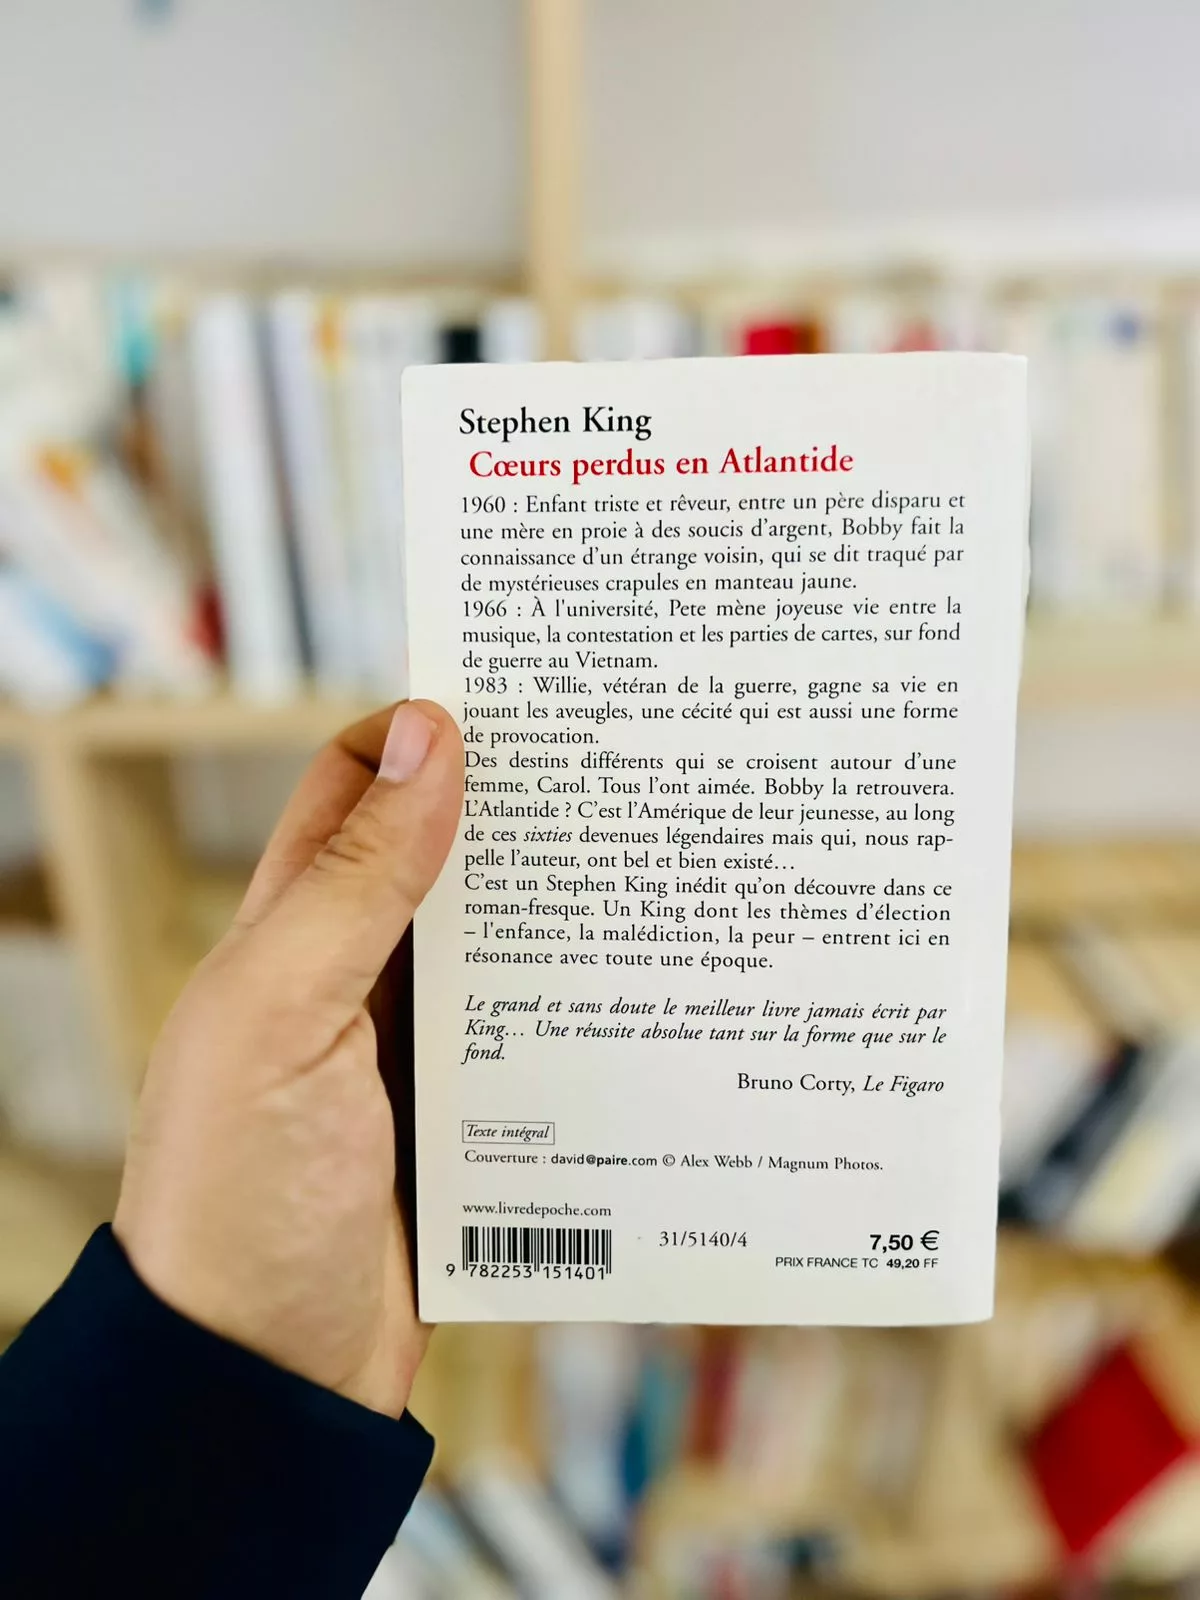 Stephen King
Cœurs perdus en Atlantide
1960 : Enfant triste et rêveur, entre un père disparu et
une mère en proie à des soucis d’argent, Bobby fait la
connaissance d’un étrange voisin, qui se dit traqué par
de mystérieuses crapules en manteau jaune.
1966 : À l'université, Pete mène joyeuse vie entre la
musique, la contestation et les parties de cartes, sur fond
de guerre au Vietnam.
1983 : Willie, vétéran de la guerre, gagne sa vie en
jouant les aveugles, une cécité qui est aussi une forme
de provocation.
Des destins différents qui se croisent autour d’une
femme, Carol. Tous l’ont aimée. Bobby la retrouvera.
L’Atlantide ? C’est l’Amérique de leur jeunesse, au long
de ces sixties devenues légendaires mais qui, nous rap-
pelle l’auteur, ont bel et bien existé…
C’est un Stephen King inédit qu’on découvre dans ce
roman-fresque. Un King dont les thèmes d’élection
– l'enfance, la malédiction, la peur – entrent ici en
résonance avec toute une époque.
Le grand et sans doute le meilleur livre jamais écrit par
King… Une réussite absolue tant sur la forme que sur le
fond.
Bruno Corty, Le Figaro
Texte intégral
Couverture : david@paire.com © Alex Webb / Magnum Photos.
www.livredepoche.com
31/5140/4
7,50 €
PRIX FRANCE TC 49,20 FF
9 782253 151401